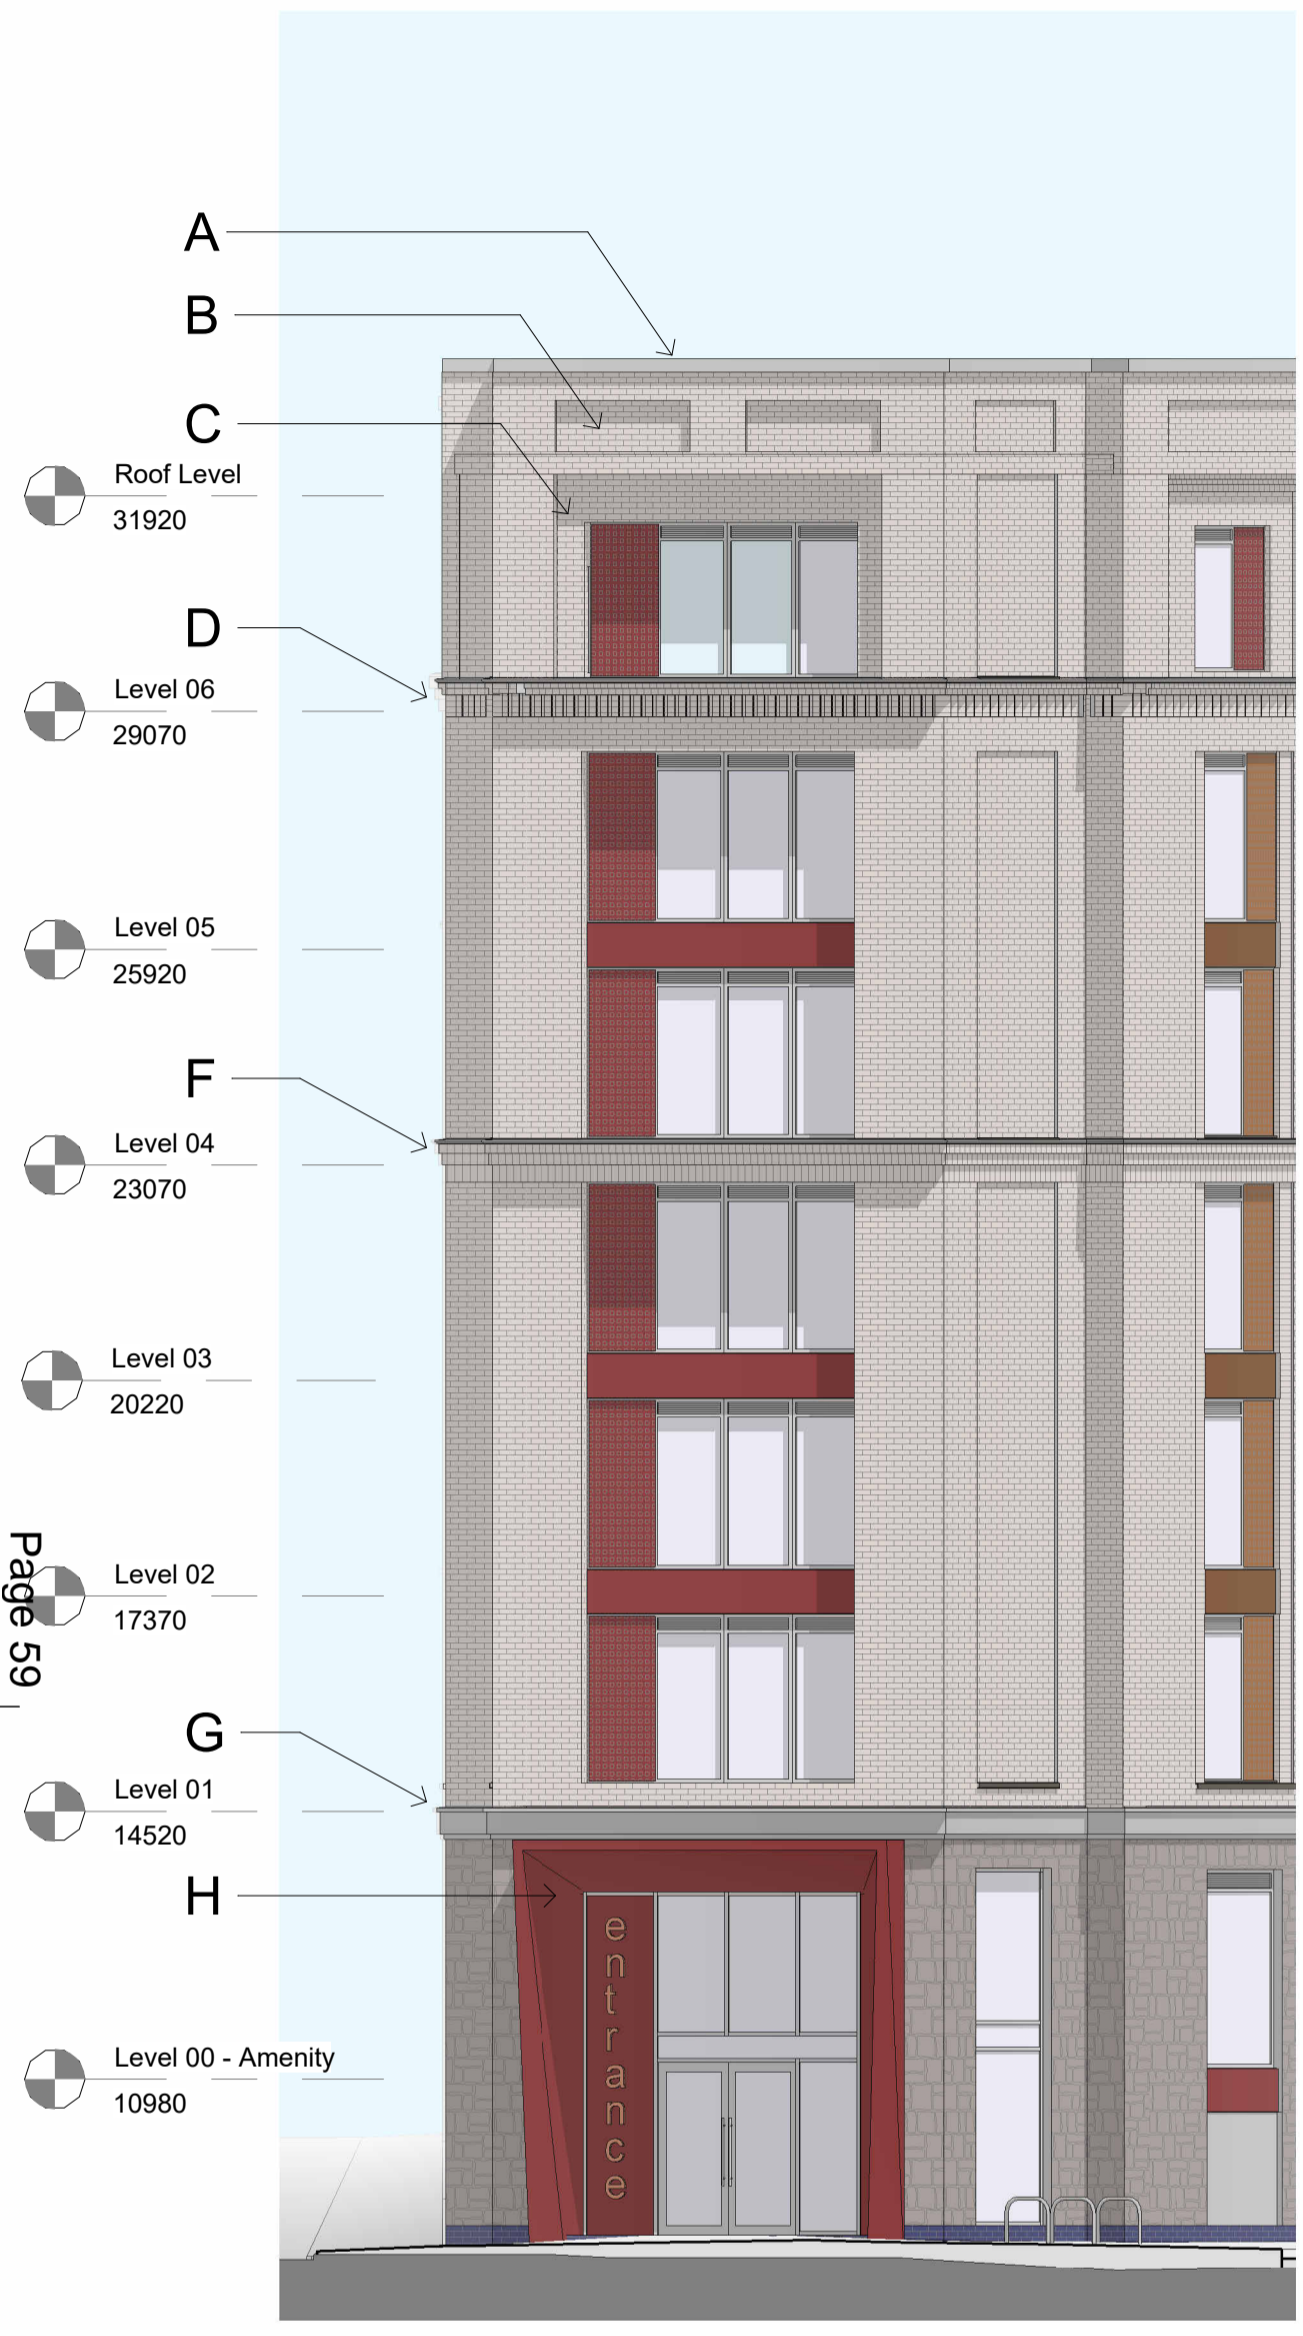 A
B
C
Roof Level
31920
D
Level 06
29070
Level 05
25920
F
Level 04
23070
Level 03
20220
Level 02
17370
Page 59
G
Level 01
14520
H
entrance
Level 00 - Amenity
10980